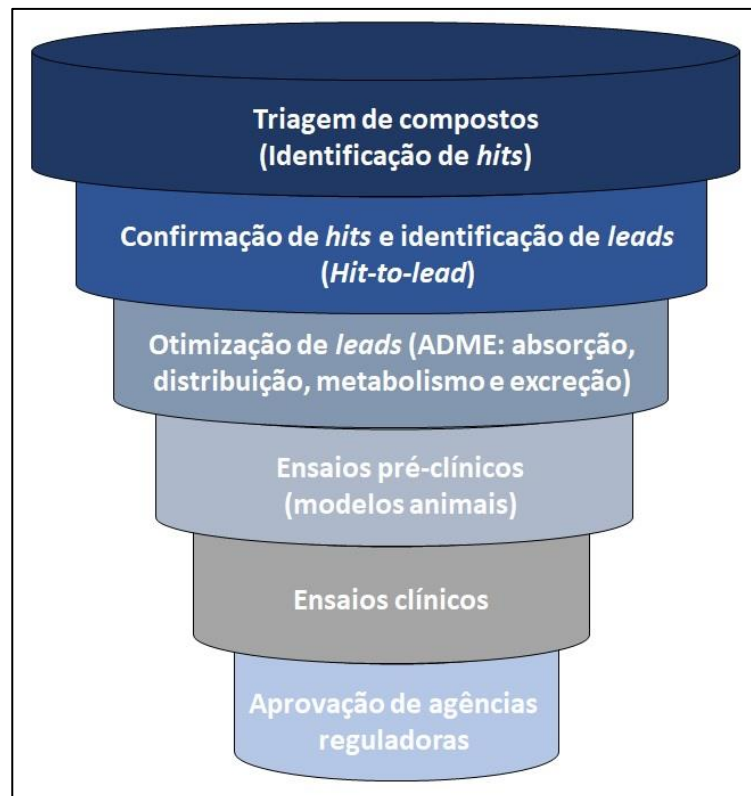 Triagem de compostos
(Identificação de hits)
Confirmação de hits e identificação de leads
(Hit-to-lead)
Otimização de leads (ADME: absorção,
distribuição, metabolismo e excreção)
Ensaios pré-clínicos
(modelos animais)
Ensaios clínicos
Aprovação de agências
reguladoras